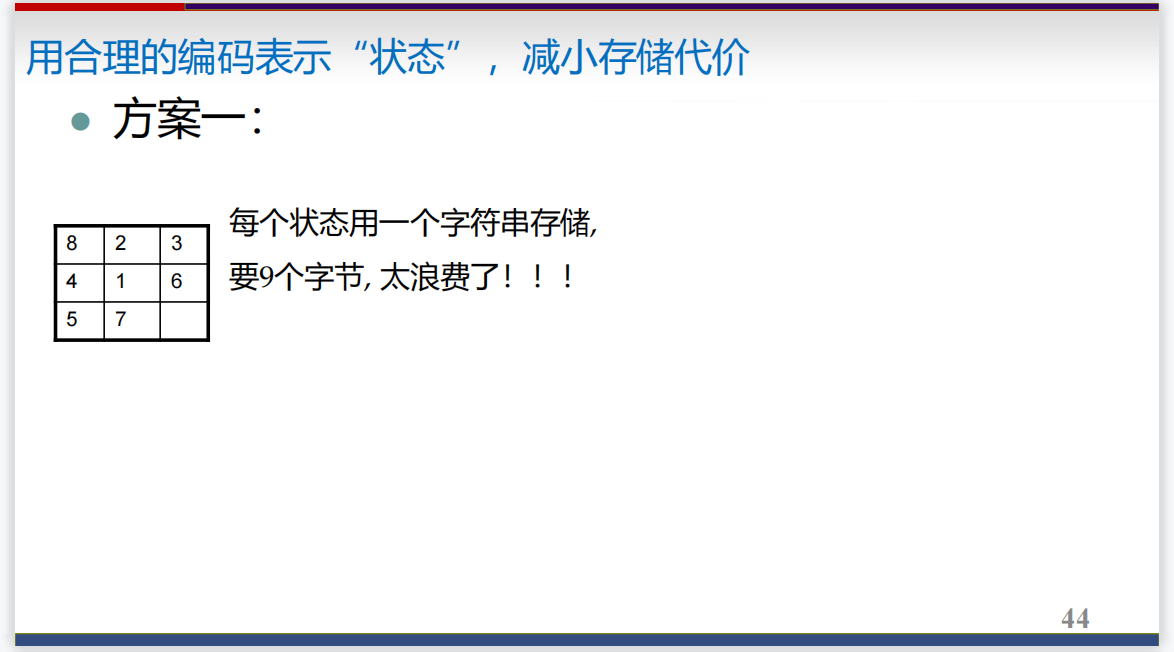 用合理的编码表示“状态”，减小存储代价
方案一：
每个状态用一个字符串存储,
要9个字节, 太浪费了！！！
8 2 3
4 1 6
5 7
44